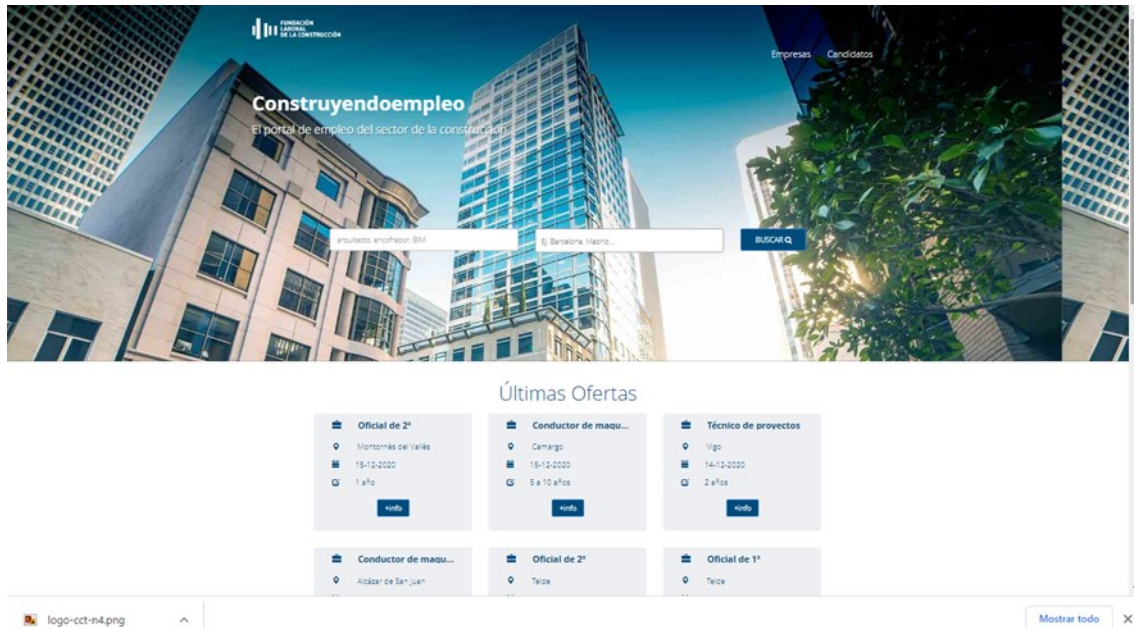 FUNDACIÓN
LABORAL
DE LA CONSTRUCCIÓN
Empresas Candidatos
Construyendoempleo
El portal de empleo del sector de la construcción
arquitecto, encofrador, BIM
Ej: Barcelona, Madrid...
BUSCAR
Últimas Ofertas
Oficial de 2ª
Montornés del Vallès
15-12-2020
1 año
+info
Conductor de maqu...
Camargo
15-12-2020
5 a 10 años
+info
Técnico de proyectos
Vigo
14-12-2020
2 años
+info
Conductor de maqu...
Alcázar de San Juan
Oficial de 2ª
Telde
Oficial de 1ª
Telde
logo-cct-n4.png
Mostrar todo